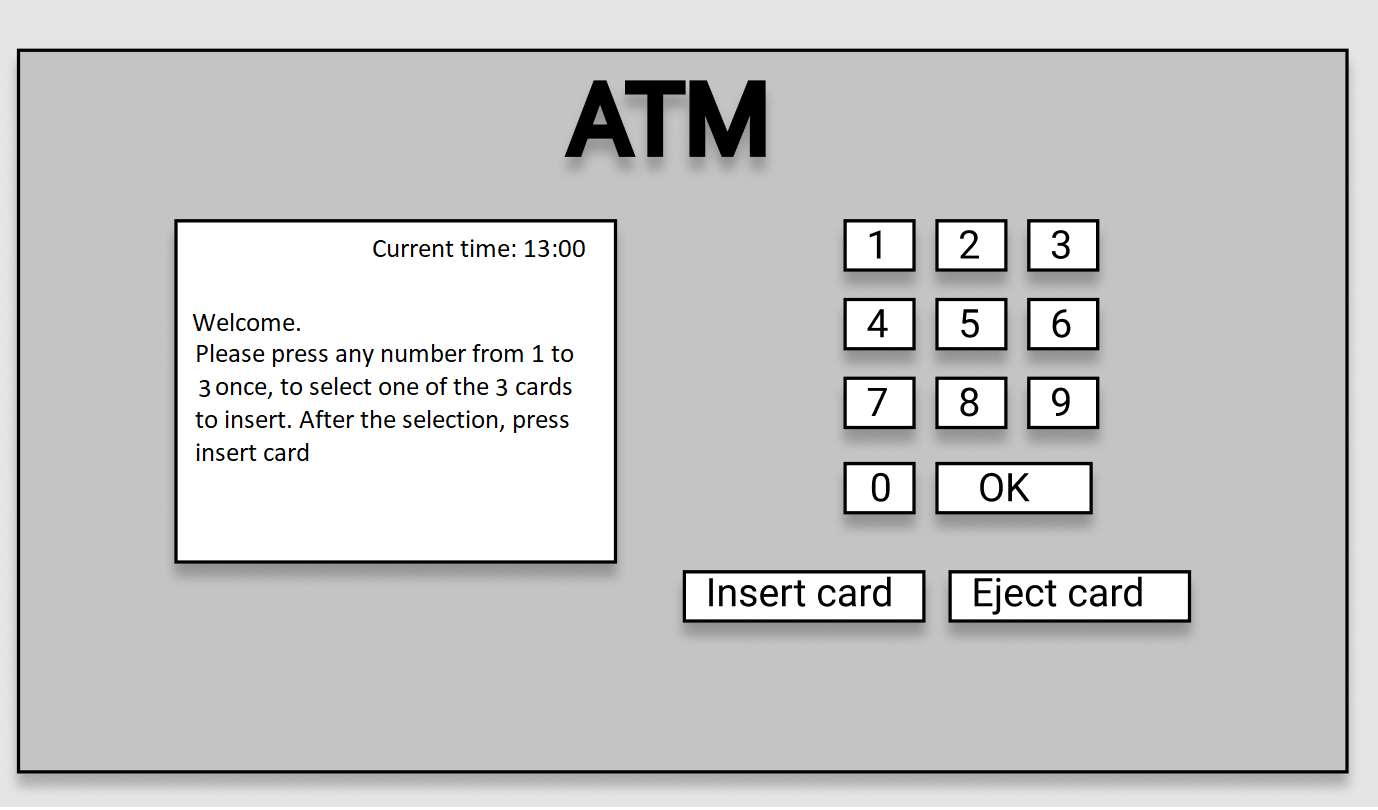 ATM
Current time: 13:00
Welcome.
Please press any number from 1 to
3 once, to select one of the 3 cards
to insert. After the selection, press
insert card
1 2 3
4 5 6
7 8 9
0 OK
Insert card Eject card